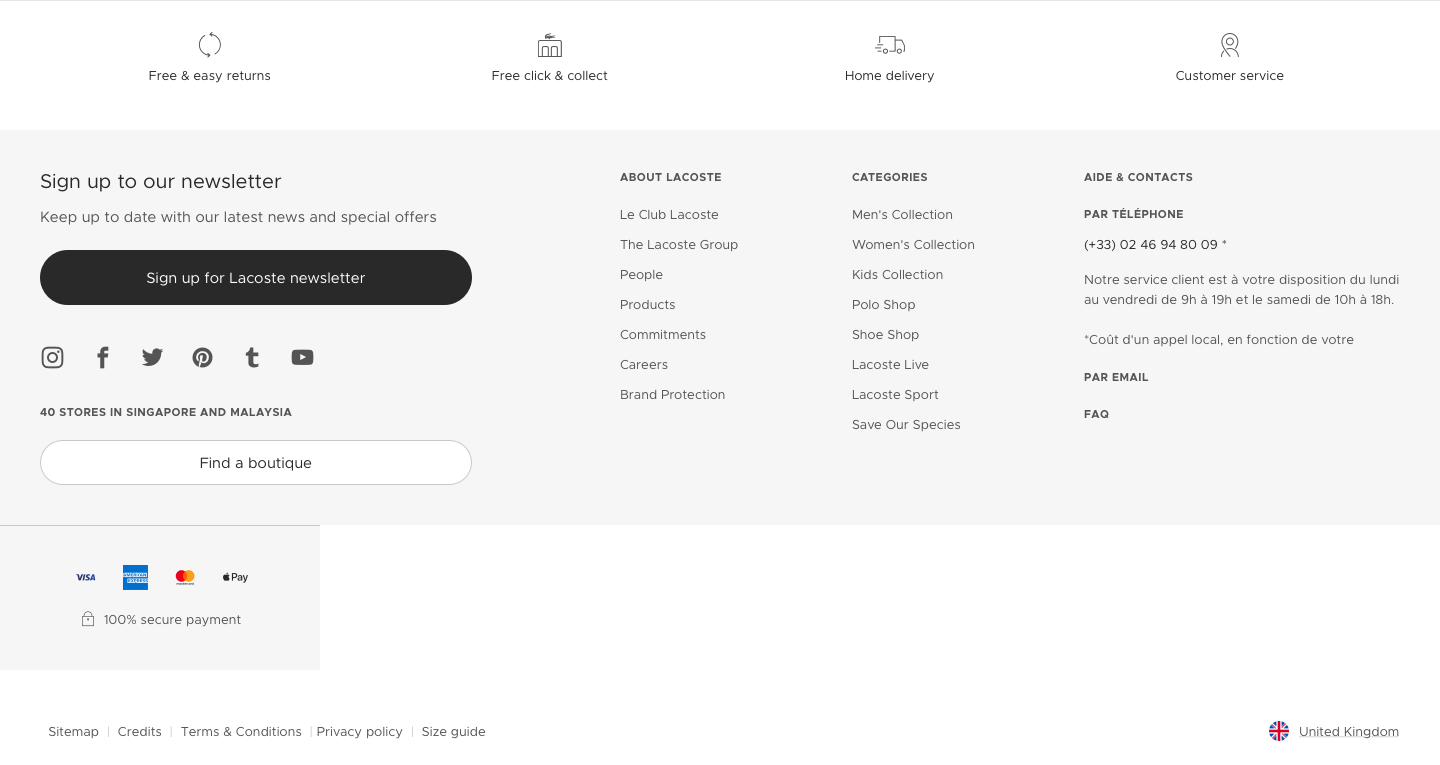 Free & easy returns
Free click & collect
Home delivery
Customer service
Sign up to our newsletter
Keep up to date with our latest news and special offers
Sign up for Lacoste newsletter
40 STORES IN SINGAPORE AND MALAYSIA
Find a boutique
ABOUT LACOSTE
Le Club Lacoste
The Lacoste Group
People
Products
Commitments
Careers
Brand Protection
CATEGORIES
Men's Collection
Women's Collection
Kids Collection
Polo Shop
Shoe Shop
Lacoste Live
Lacoste Sport
Save Our Species
AIDE & CONTACTS
PAR TÉLÉPHONE
(+33) 02 46 94 80 09 *
Notre service client est à votre disposition du lundi
au vendredi de 9h à 19h et le samedi de 10h à 18h.
*Coût d'un appel local, en fonction de votre
PAR EMAIL
FAQ
VISA
AMERICAN EXPRESS
mastercard
Pay
100% secure payment
Sitemap | Credits | Terms & Conditions | Privacy policy | Size guide
United Kingdom